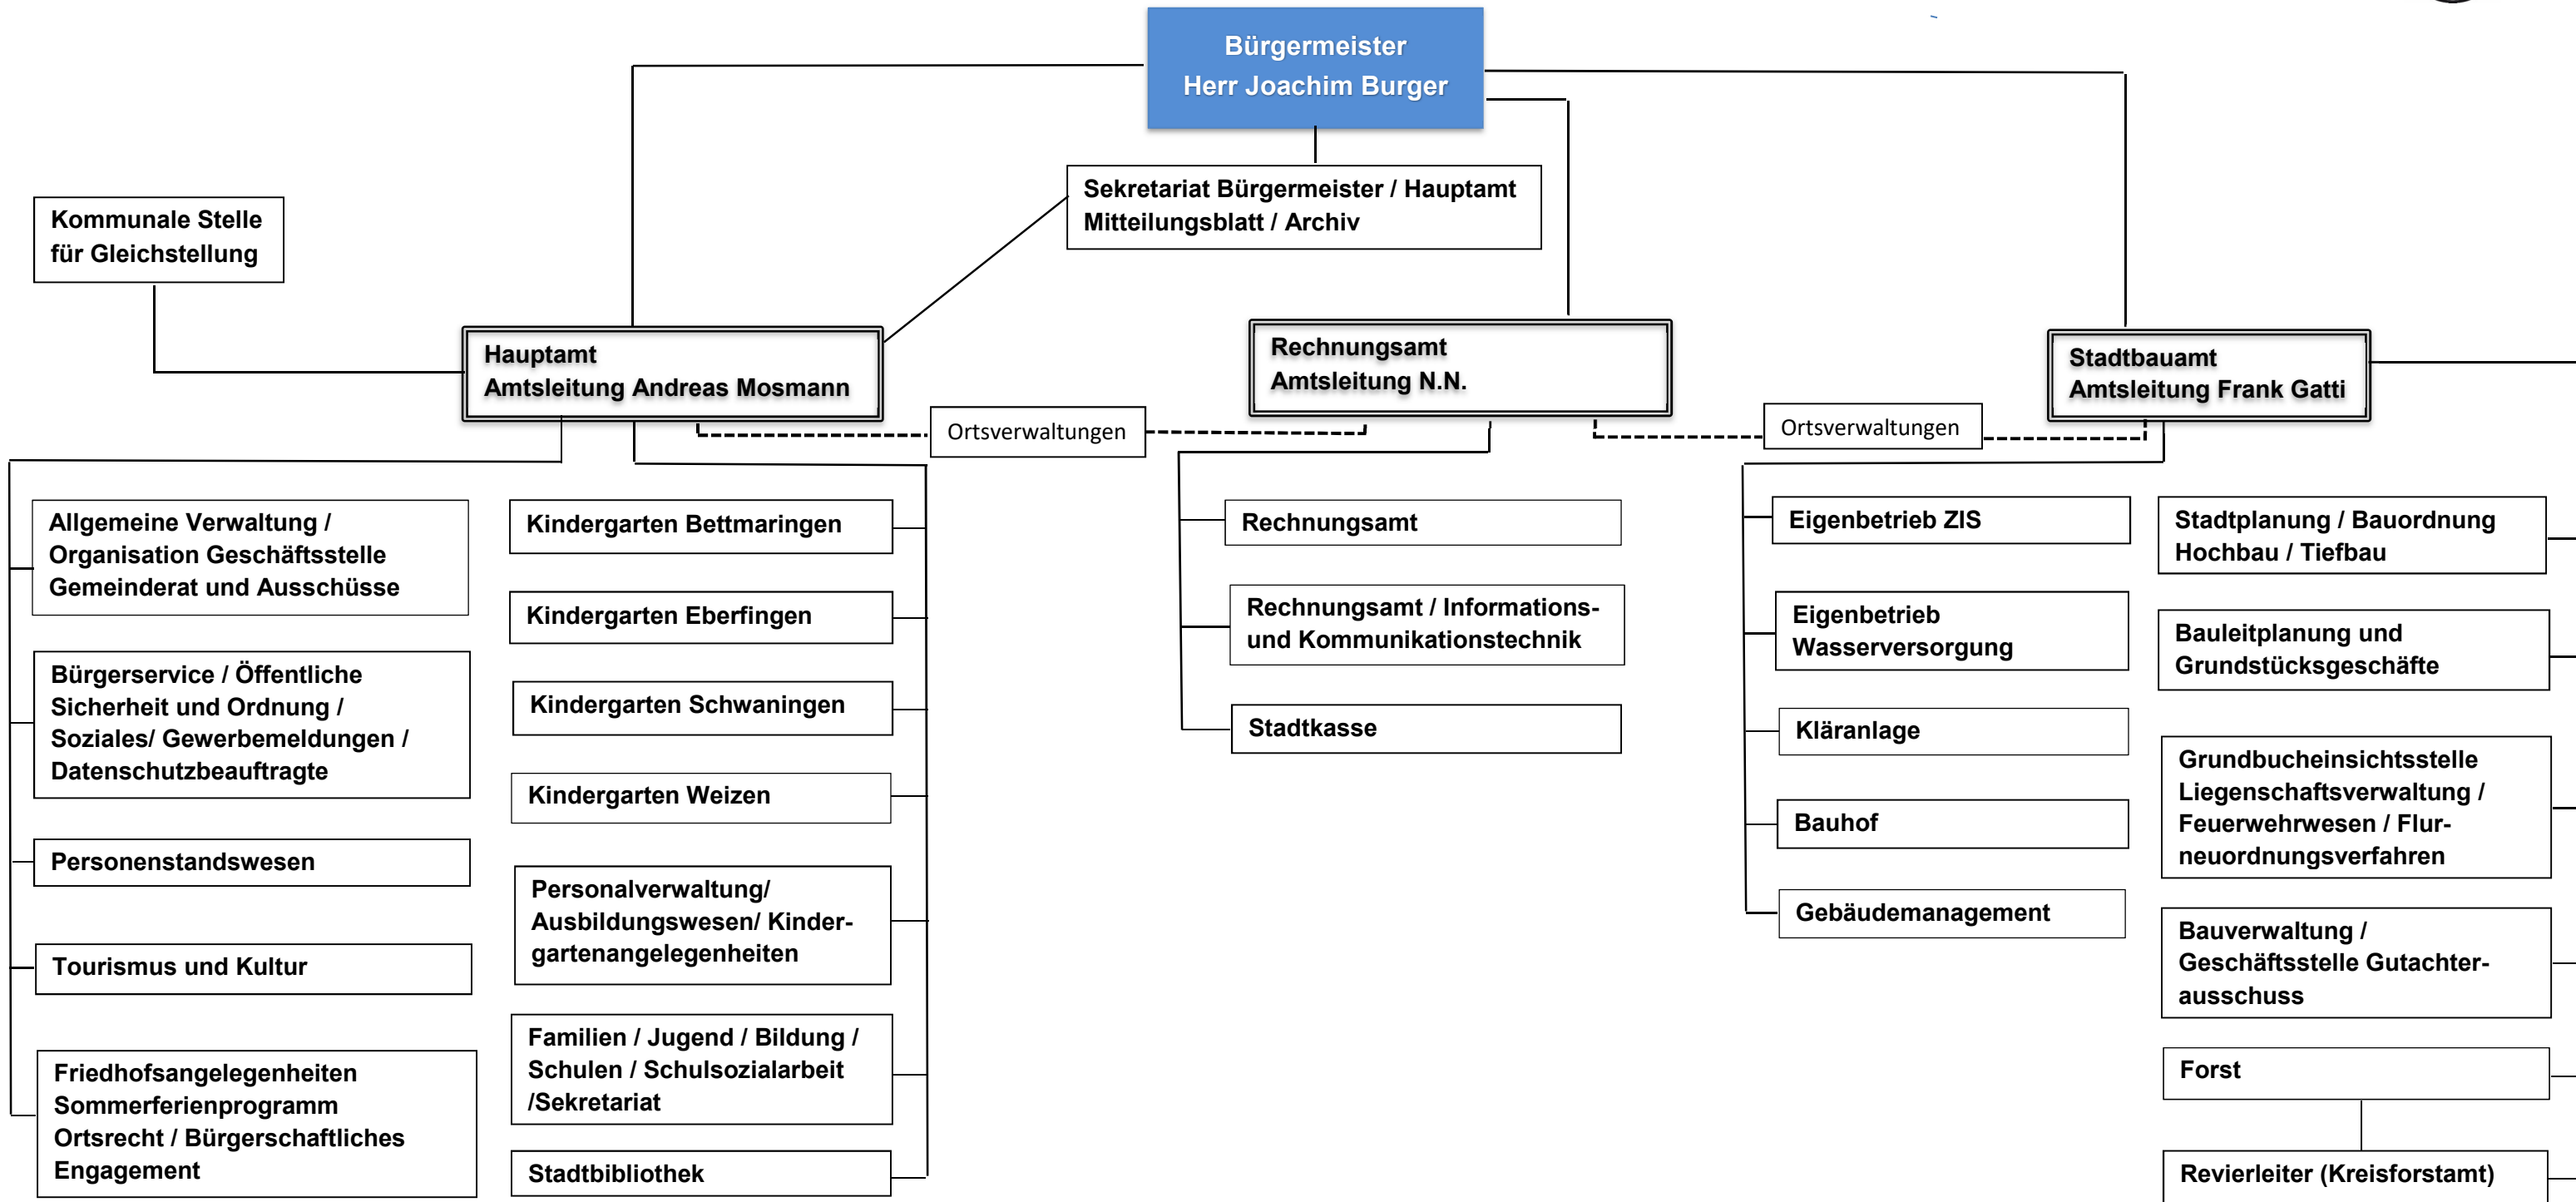 Bürgermeister
Herr Joachim Burger
Sekretariat Bürgermeister / Hauptamt
Mitteilungsblatt / Archiv
Kommunale Stelle
für Gleichstellung
Hauptamt
Amtsleitung Andreas Mosmann
Rechnungsamt
Amtsleitung N.N.
Stadtbauamt
Amtsleitung Frank Gatti
Ortsverwaltungen
Ortsverwaltungen
Allgemeine Verwaltung /
Organisation Geschäftsstelle
Gemeinderat und Ausschüsse
Bürgerservice / Öffentliche
Sicherheit und Ordnung /
Soziales/ Gewerbemeldungen /
Datenschutzbeauftragte
Personenstandswesen
Tourismus und Kultur
Friedhofsangelegenheiten
Sommerferienprogramm
Ortsrecht / Bürgerschaftliches
Engagement
Kindergarten Bettmaringen
Kindergarten Eberfingen
Kindergarten Schwaningen
Kindergarten Weizen
Personalverwaltung/
Ausbildungswesen/ Kinder-
gartenangelegenheiten
Familien / Jugend / Bildung /
Schulen / Schulsozialarbeit
/Sekretariat
Stadtbibliothek
Rechnungsamt
Rechnungsamt / Informations-
und Kommunikationstechnik
Stadtkasse
Eigenbetrieb ZIS
Eigenbetrieb
Wasserversorgung
Kläranlage
Bauhof
Gebäudemanagement
Stadtplanung / Bauordnung
Hochbau / Tiefbau
Bauleitplanung und
Grundstücksgeschäfte
Grundbucheinsichtsstelle
Liegenschaftsverwaltung /
Feuerwehrwesen / Flur-
neuordnungsverfahren
Bauverwaltung /
Geschäftsstelle Gutachter-
ausschuss
Forst
Revierleiter (Kreisforstamt)